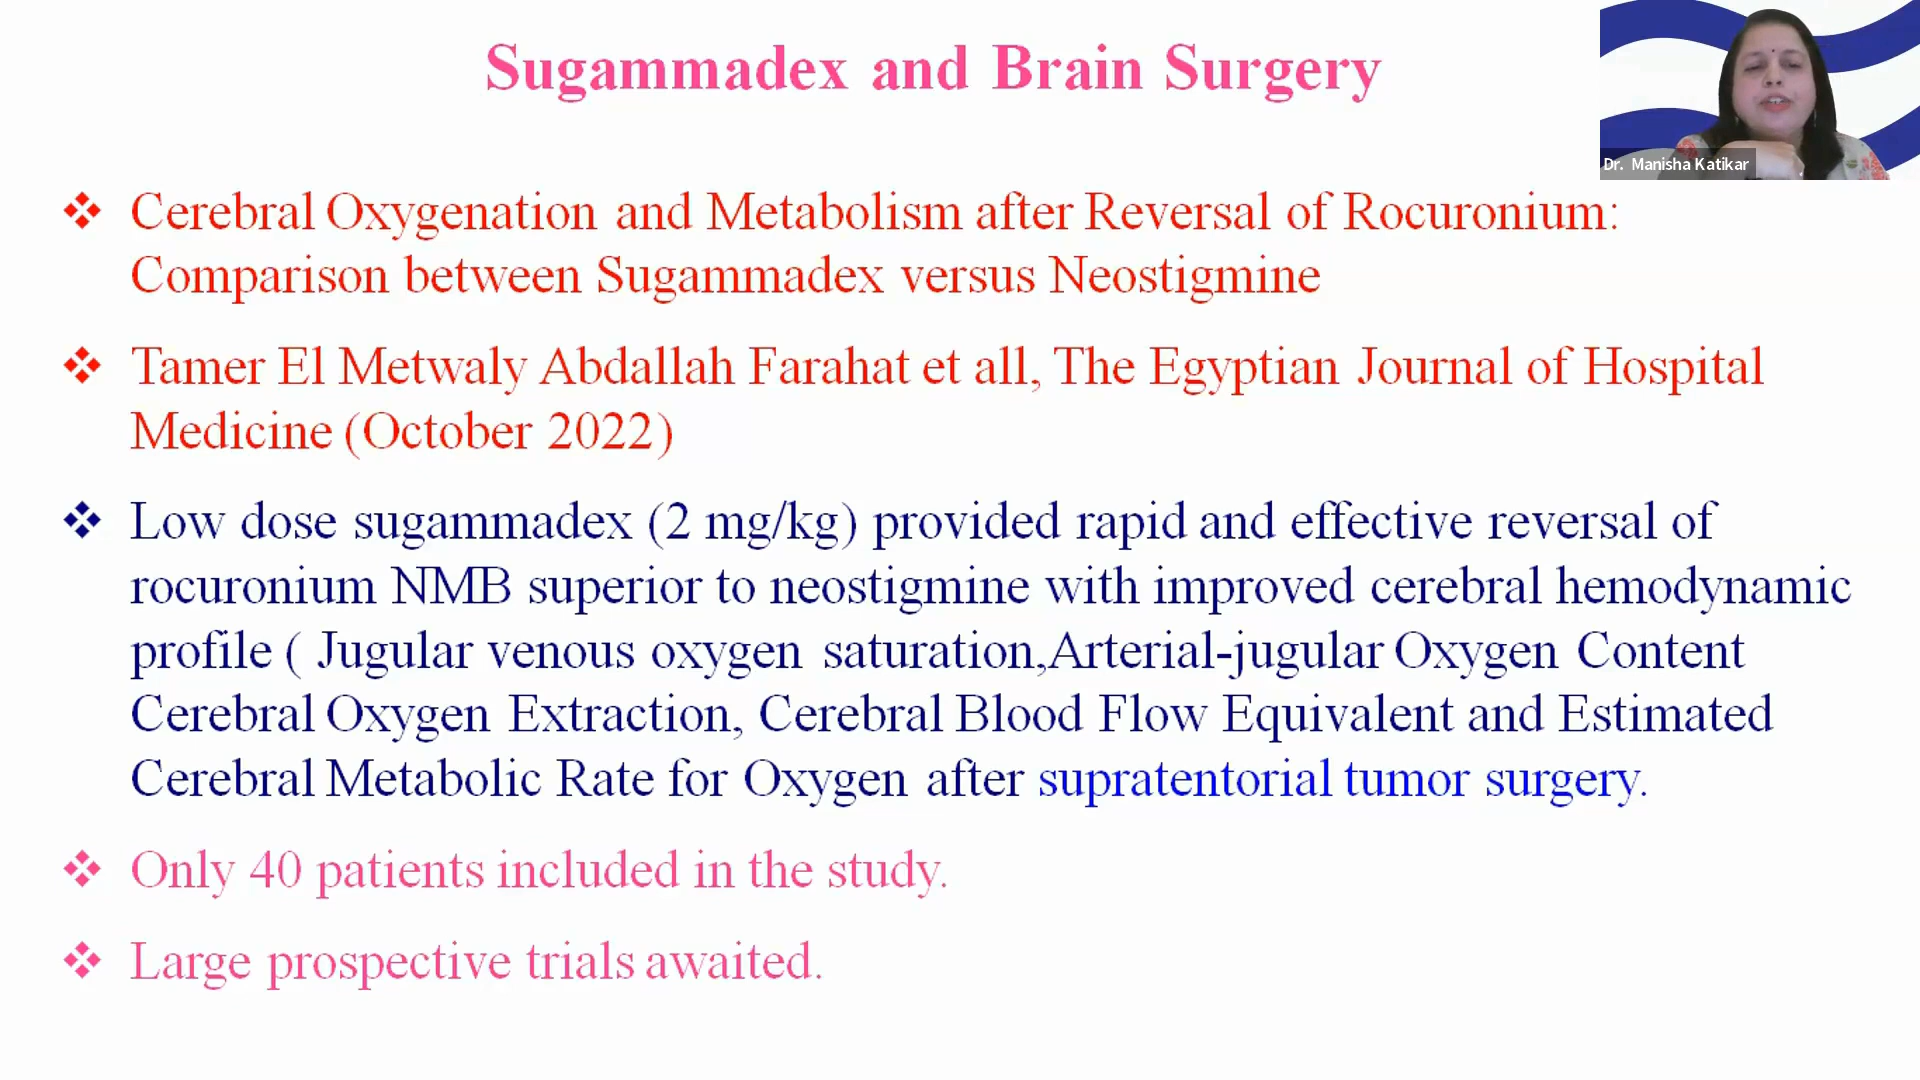 Sugammadex and Brain Surgery
Dr. Manisha Katikar
❖ Cerebral Oxygenation and Metabolism after Reversal of Rocuronium:
Comparison between Sugammadex versus Neostigmine
❖ Tamer El Metwaly Abdallah Farahat et all, The Egyptian Journal of Hospital
Medicine (October 2022)
❖ Low dose sugammadex (2 mg/kg) provided rapid and effective reversal of
rocuronium NMB superior to neostigmine with improved cerebral hemodynamic
profile ( Jugular venous oxygen saturation,Arterial-jugular Oxygen Content
Cerebral Oxygen Extraction, Cerebral Blood Flow Equivalent and Estimated
Cerebral Metabolic Rate for Oxygen after supratentorial tumor surgery.
❖ Only 40 patients included in the study.
❖ Large prospective trials awaited.